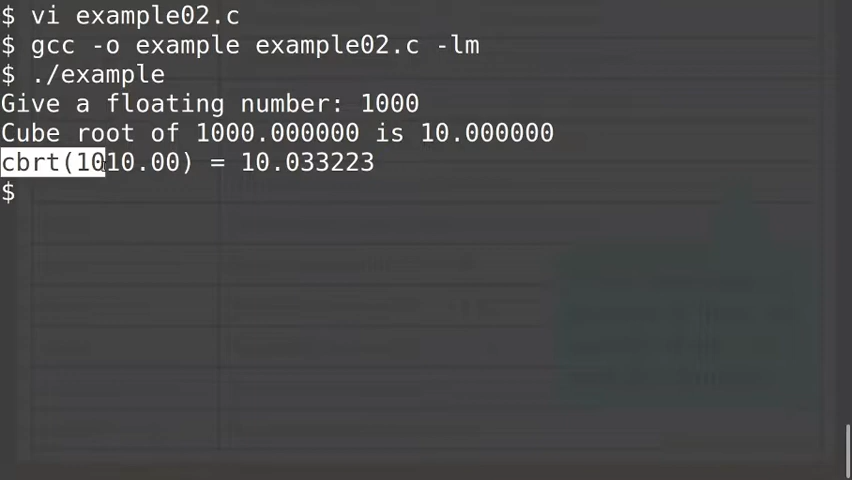 $ vi example02.c
$ gcc -o example example02.c -lm
$ ./example
Give a floating number: 1000
Cube root of 1000.000000 is 10.000000
cbrt(1010.00) = 10.033223
$